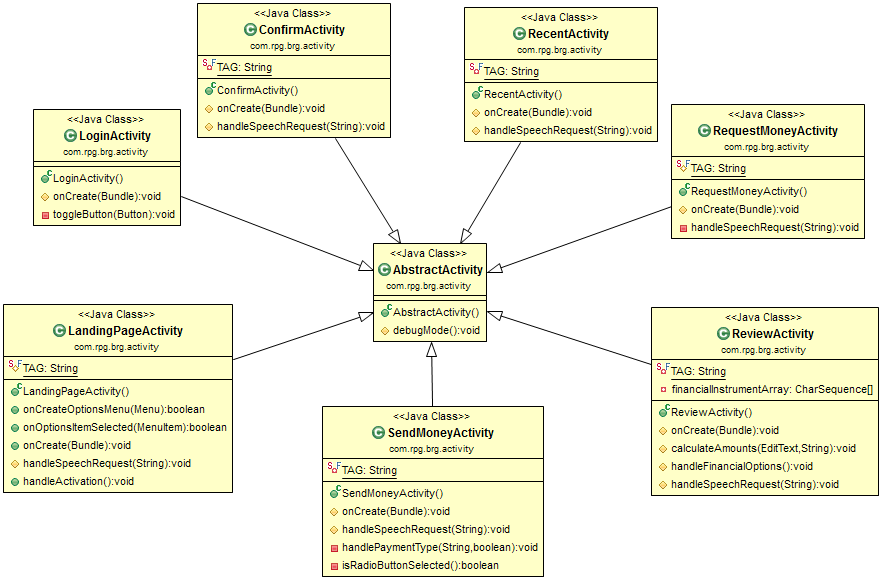 <<Java Class>>
ConfirmActivity
com.rpg.brg.activity
TAG: String
ConfirmActivity()
onCreate(Bundle):void
handleSpeechRequest(String):void
<<Java Class>>
RecentActivity
com.rpg.brg.activity
TAG: String
RecentActivity()
onCreate(Bundle):void
handleSpeechRequest(String):void
<<Java Class>>
LoginActivity
com.rpg.brg.activity
LoginActivity()
onCreate(Bundle):void
toggleButton(Button):void
<<Java Class>>
RequestMoneyActivity
com.rpg.brg.activity
TAG: String
RequestMoneyActivity()
onCreate(Bundle):void
handleSpeechRequest(String):void
<<Java Class>>
AbstractActivity
com.rpg.brg.activity
AbstractActivity()
debugMode():void
<<Java Class>>
LandingPageActivity
com.rpg.brg.activity
TAG: String
LandingPageActivity()
onCreateOptionsMenu(Menu):boolean
onOptionsItemSelected(MenuItem):boolean
onCreate(Bundle):void
handleSpeechRequest(String):void
handleActivation():void
<<Java Class>>
ReviewActivity
com.rpg.brg.activity
TAG: String
financialInstrumentArray: CharSequence[]
ReviewActivity()
onCreate(Bundle):void
calculateAmounts(EditText,String):void
handleFinancialOptions():void
handleSpeechRequest(String):void
<<Java Class>>
SendMoneyActivity
com.rpg.brg.activity
TAG: String
SendMoneyActivity()
onCreate(Bundle):void
handleSpeechRequest(String):void
handlePaymentType(String,boolean):void
isRadioButtonSelected():boolean